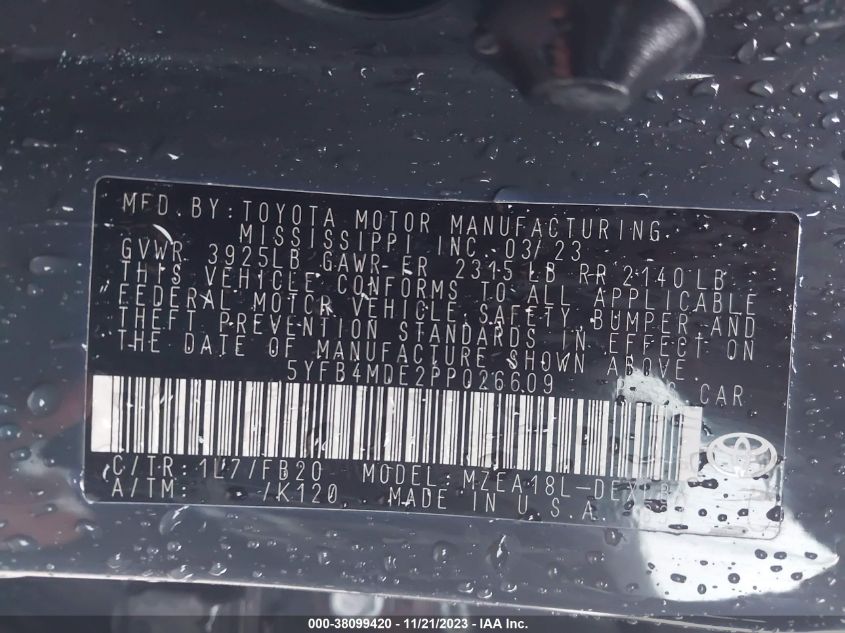 MFD.BY:TOYOTA MOTOR MANUFACTURING
MISSISSIPPI INC 03/23
GVWR 3925LB GAWR FR 2315LB RR 2140LB
THIS VEHICLE CONFORMS TO ALL APPLICABLE
FEDERAL MOTOR VEHICLE SAFETY,BUMPER AND
THEFT PREVENTION STANDARDS IN EFFECT ON
THE DATE OF MANUFACTURE SHOWN ABOVE.
5YFB4MDE2PP026609 CAR
C/TR:1L7/FB20 MODEL:
A/TM: /K120 MADE IN U.S.A
000-38099420 - 11/21/2023 - IAA Inc.